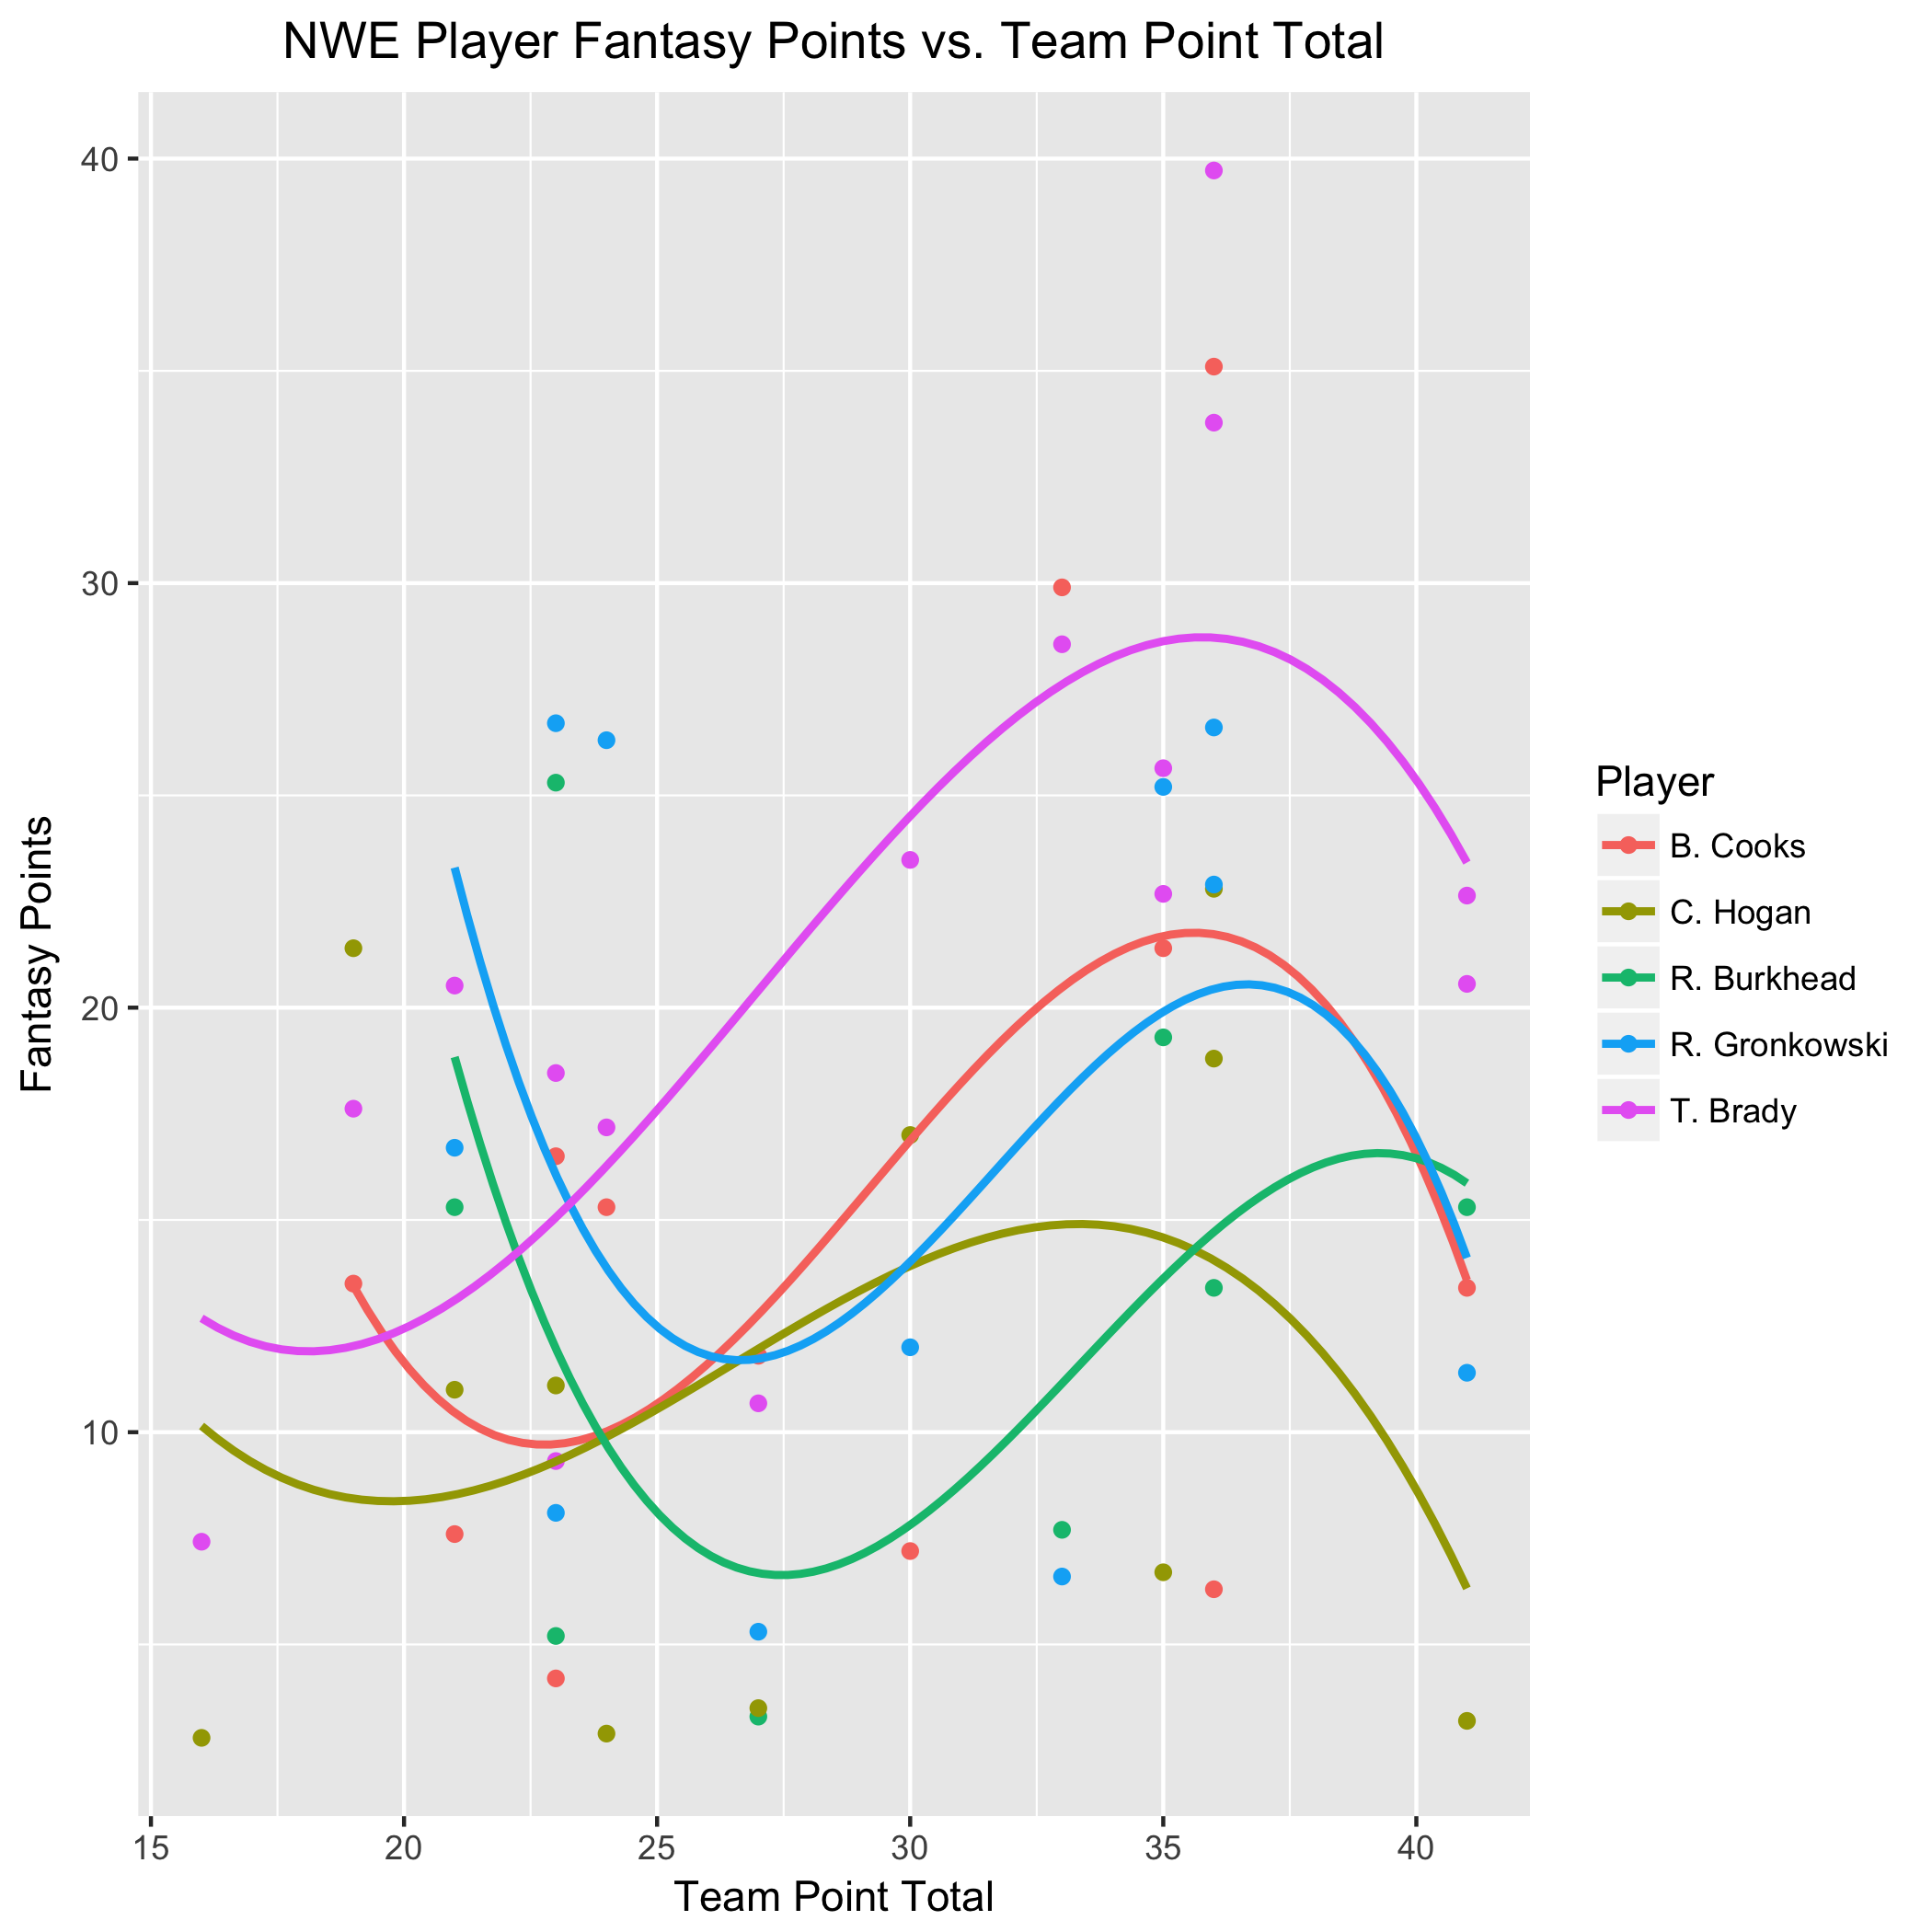 NWE Player Fantasy Points vs. Team Point Total
40
30
20
10
Fantasy Points
15 20 25 30 35 40
Team Point Total
Player
B. Cooks
C. Hogan
R. Burkhead
R. Gronkowski
T. Brady